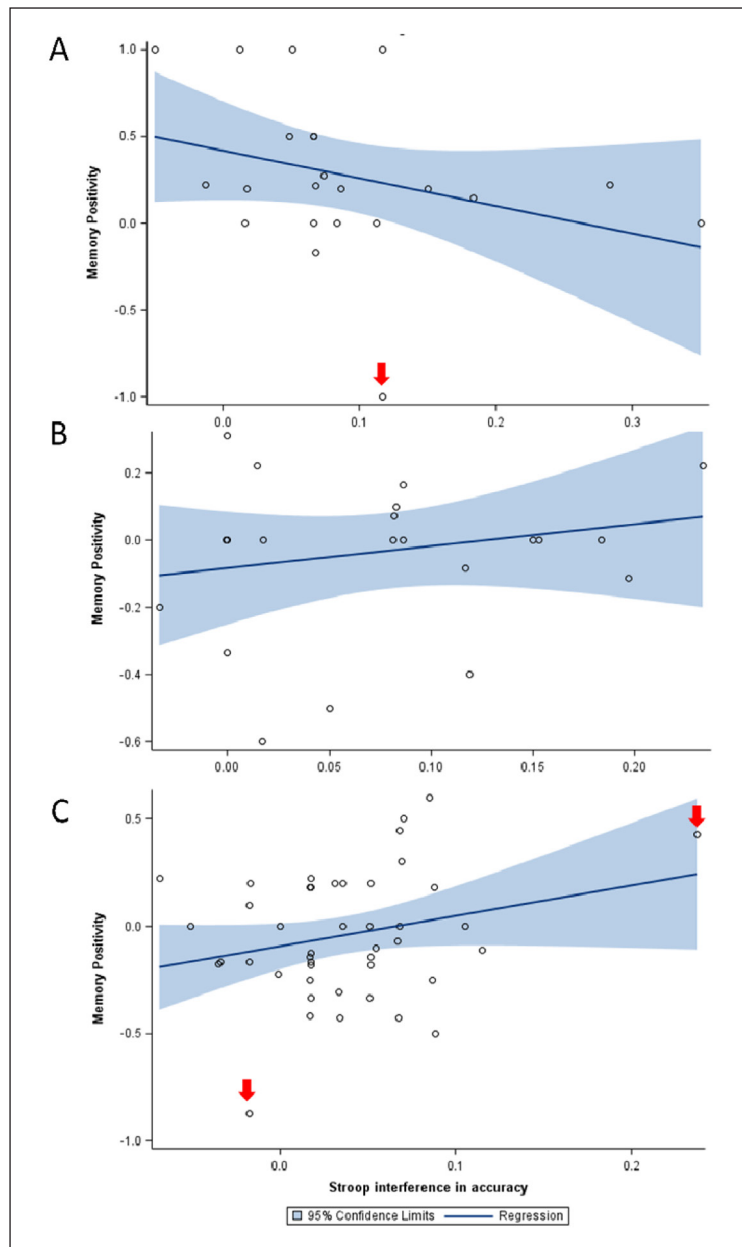 A
1.0
0.5
0.0
-0.5
-1.0
Memory Positivity
0.0 0.1 0.2 0.3
B
0.2
0.0
-0.2
-0.4
-0.6
Memory Positivity
0.00 0.05 0.10 0.15 0.20
C
0.5
0.0
-0.5
-1.0
Memory Positivity
0.0 0.1 0.2
Stroop interference in accuracy
95% Confidence Limits Regression